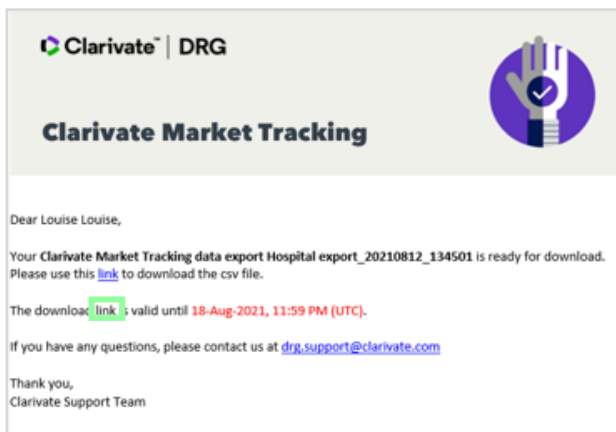 Clarivate™ | DRG
Clarivate Market Tracking
Dear Louise Louise,
Your Clarivate Market Tracking data export Hospital export_20210812_134501 is ready for download.
Please use this link to download the csv file.
The download link s valid until 18-Aug-2021, 11:59 PM (UTC).
If you have any questions, please contact us at drg.support@clarivate.com
Thank you,
Clarivate Support Team